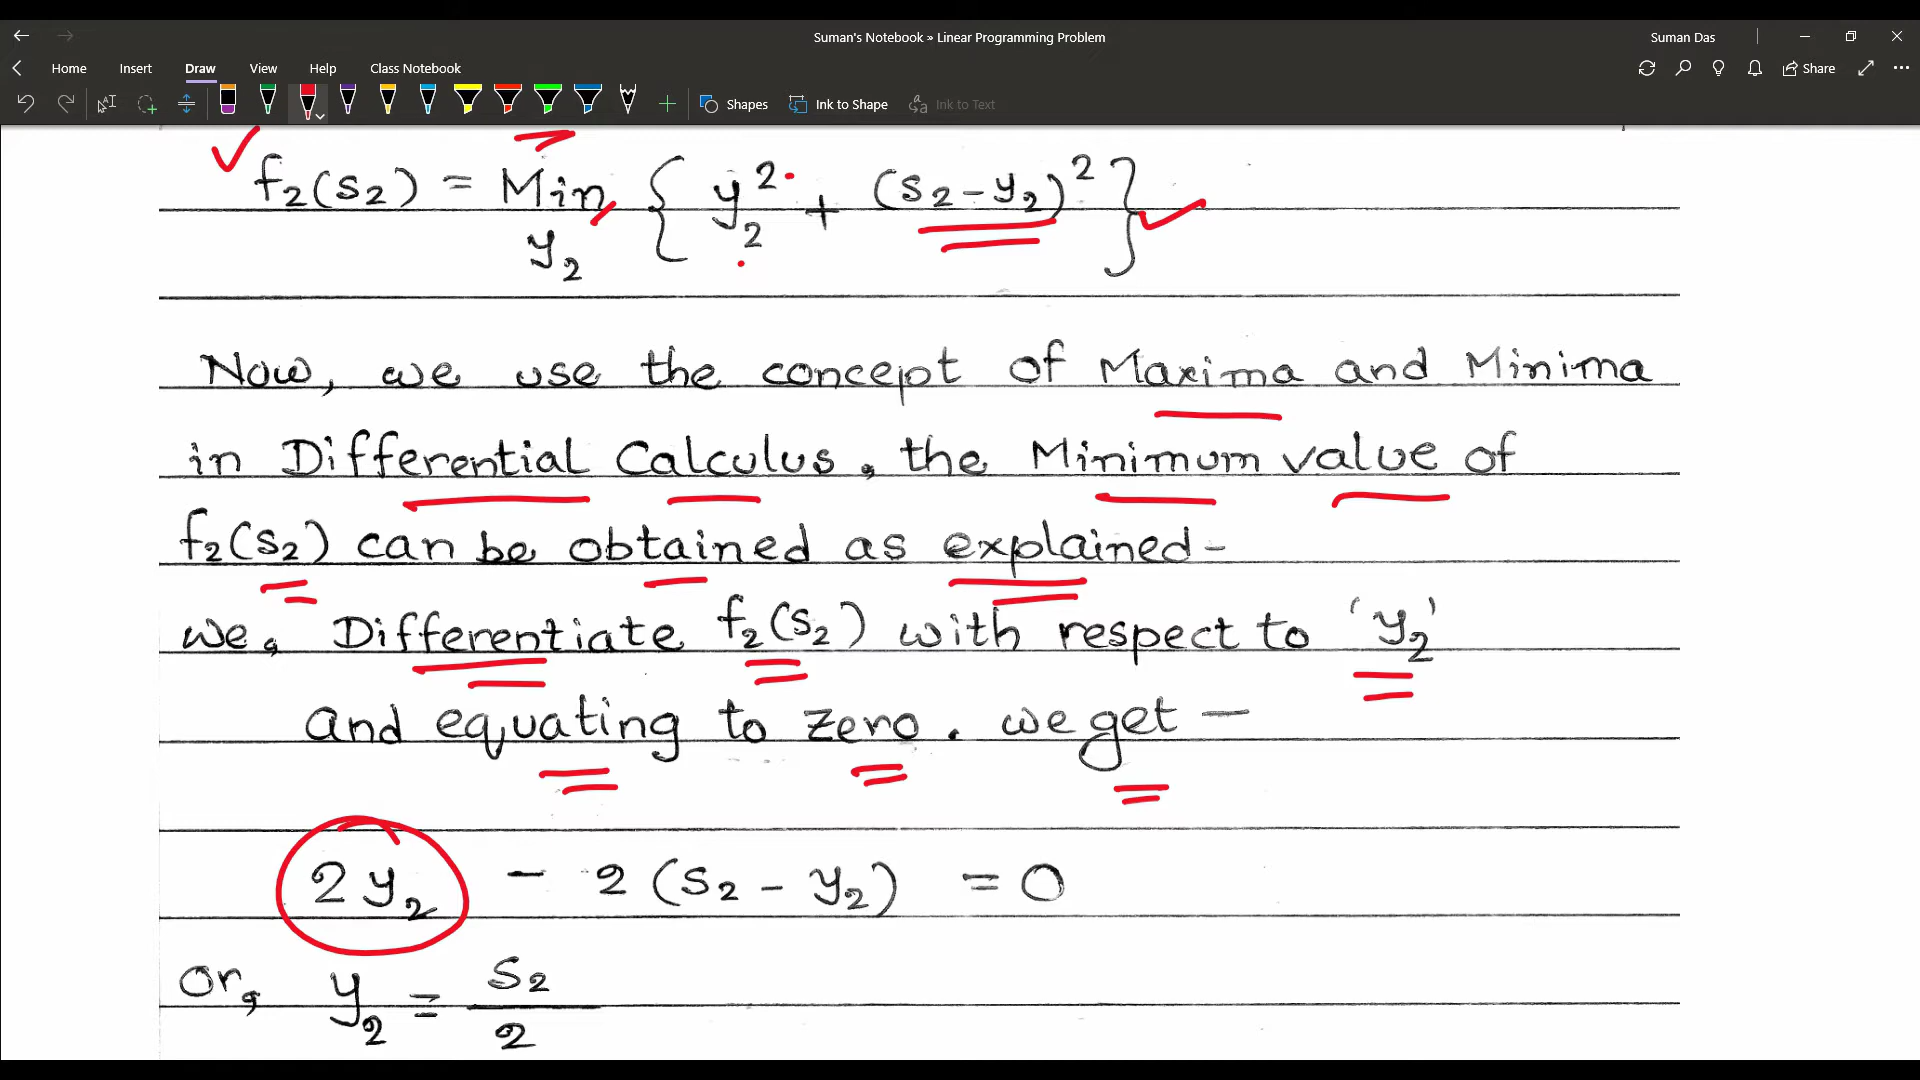 Suman's Notebook » Linear Programming Problem
Suman Das
Home Insert Draw View Help Class Notebook
Share
Shapes Ink to Shape Ink to Text
f₂(s₂) = Min { y₂² + (s₂-y₂)² }
y₂
Now, we use the concept of Maxima and Minima
in Differential Calculus, the Minimum value of
f₂(s₂) can be obtained as explained-
we, Differentiate f₂(s₂) with respect to 'y₂'
and equating to zero. we get —
2y₂ - 2(s₂ - y₂) = 0
or, y₂ = s₂/2